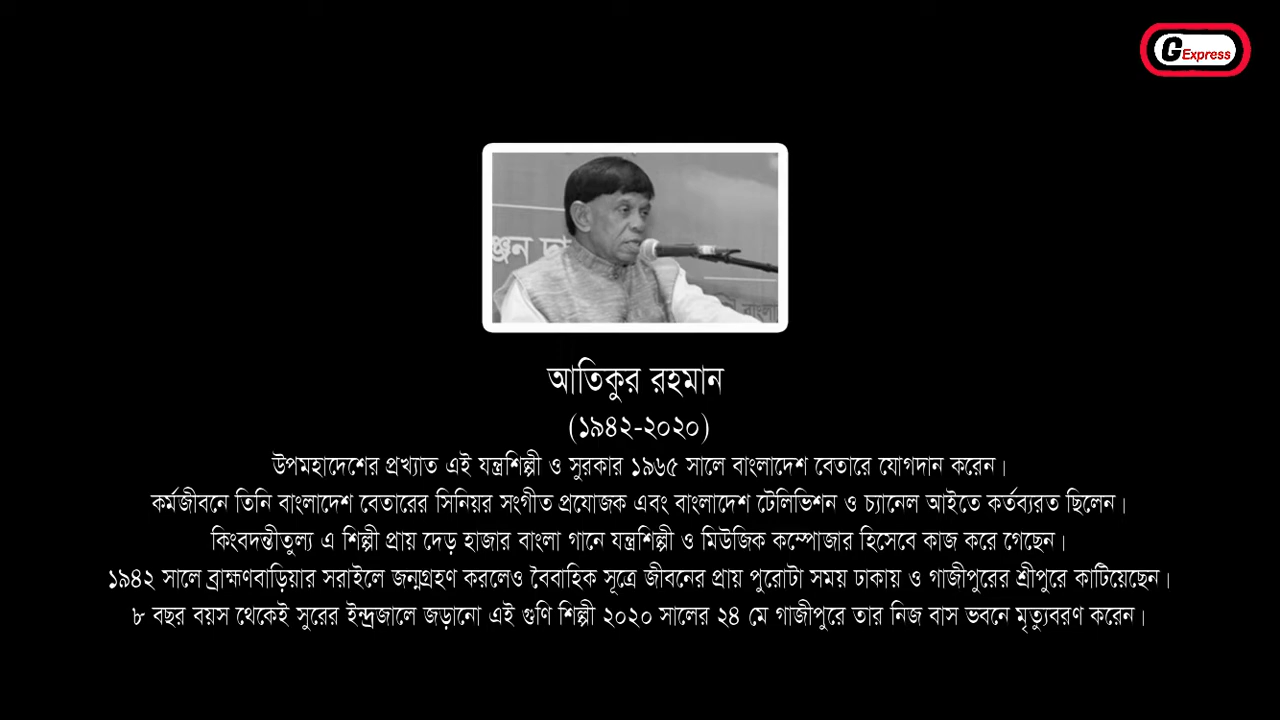 G Express
ঞ্জন দা
বাংলাদ
আতিকুর রহমান
(১৯৪২-২০২০)
উপমহাদেশের প্রখ্যাত এই যন্ত্রশিল্পী ও সুরকার ১৯৬৫ সালে বাংলাদেশ বেতারে যোগদান করেন।
কর্মজীবনে তিনি বাংলাদেশ বেতারের সিনিয়র সংগীত প্রযোজক এবং বাংলাদেশ টেলিভিশন ও চ্যানেল আইতে কর্তব্যরত ছিলেন।
কিংবদন্তীতুল্য এ শিল্পী প্রায় দেড় হাজার বাংলা গানে যন্ত্রশিল্পী ও মিউজিক কম্পোজার হিসেবে কাজ করে গেছেন।
১৯৪২ সালে ব্রাহ্মণবাড়িয়ার সরাইলে জন্মগ্রহণ করলেও বৈবাহিক সূত্রে জীবনের প্রায় পুরোটা সময় ঢাকায় ও গাজীপুরের শ্রীপুরে কাটিয়েছেন।
৮ বছর বয়স থেকেই সুরের ইন্দ্রজালে জড়ানো এই গুণি শিল্পী ২০২০ সালের ২৪ মে গাজীপুরে তার নিজ বাস ভবনে মৃত্যুবরণ করেন।